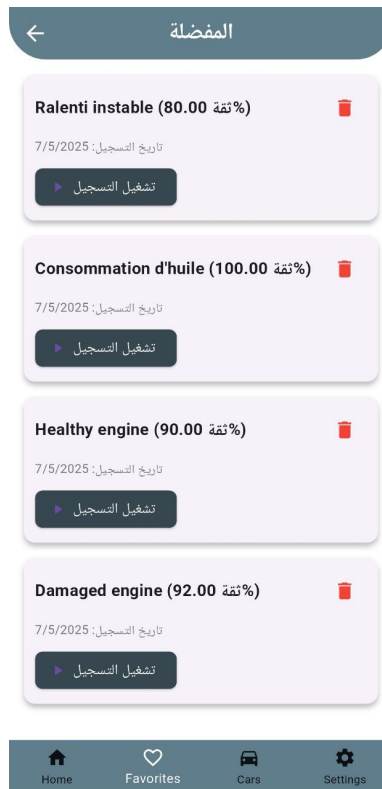 المفضلة
Ralenti instable (80.00 ثقة%)
تاريخ التسجيل: 7/5/2025
تشغيل التسجيل
Consommation d'huile (100.00 ثقة%)
تاريخ التسجيل: 7/5/2025
تشغيل التسجيل
Healthy engine (90.00 ثقة%)
تاريخ التسجيل: 7/5/2025
تشغيل التسجيل
Damaged engine (92.00 ثقة%)
تاريخ التسجيل: 7/5/2025
تشغيل التسجيل
Home Favorites Cars Settings